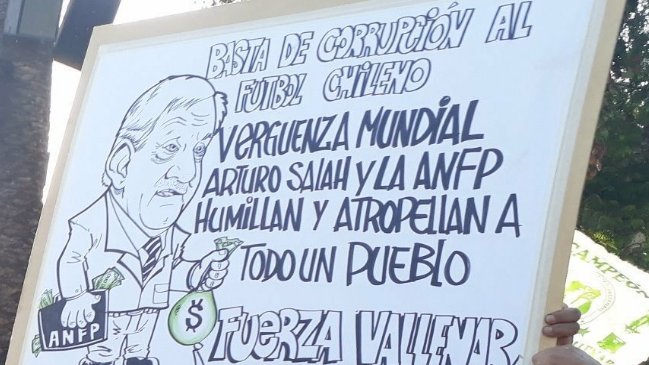 BASTA DE CORRUPCIÓN AL
FUTBOL CHILENO
VERGUENZA MUNDIAL
ARTURO SALAH Y LA ANFP
HUMILLAN Y ATROPELLAN A
TODO UN PUEBLO
FUERZA VALLENAR
ANFP
$
CAMPEÓN